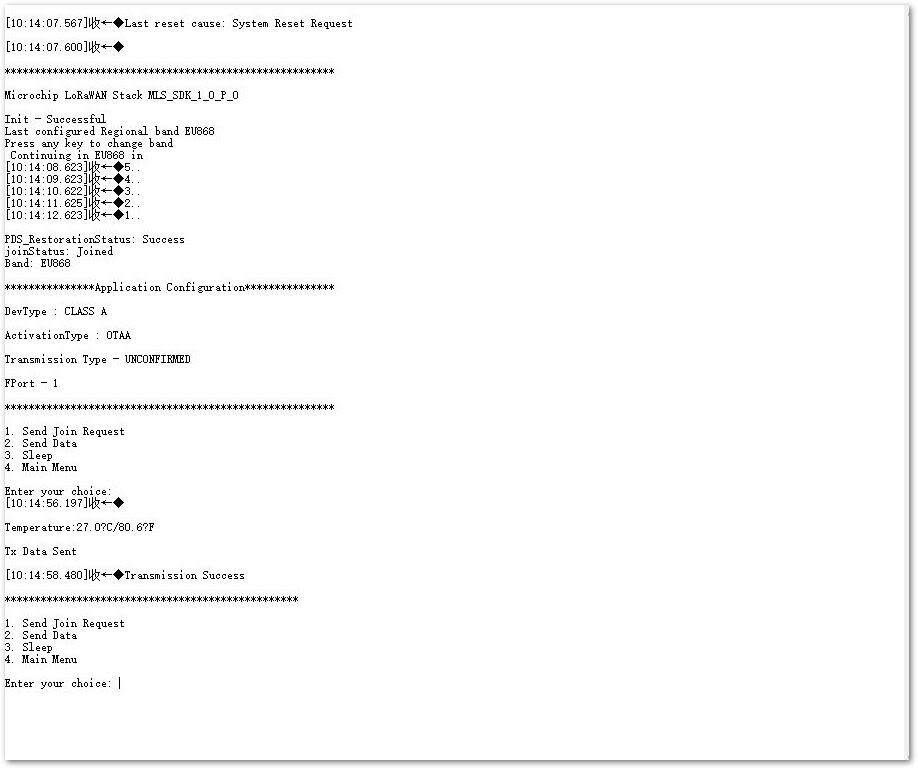 [10:14:07.567]收←◆Last reset cause: System Reset Request
[10:14:07.600]收←◆
*******************************************************
Microchip LoRaWAN Stack MLS_SDK_1_0_P_0
Init - Successful
Last configured Regional band EU868
Press any key to change band
Continuing in EU868 in
[10:14:08.623]收←◆5..
[10:14:09.623]收←◆4..
[10:14:10.622]收←◆3..
[10:14:11.625]收←◆2..
[10:14:12.623]收←◆1..
PDS_RestorationStatus: Success
joinStatus: Joined
Band: EU868
***************Application Configuration***************
DevType : CLASS A
ActivationType : OTAA
Transmission Type - UNCONFIRMED
FPort - 1
*******************************************************
1. Send Join Request
2. Send Data
3. Sleep
4. Main Menu
Enter your choice:
[10:14:56.197]收←◆
Temperature:27.0?C/80.6?F
Tx Data Sent
[10:14:58.480]收←◆Transmission Success
*************************************************
1. Send Join Request
2. Send Data
3. Sleep
4. Main Menu
Enter your choice: